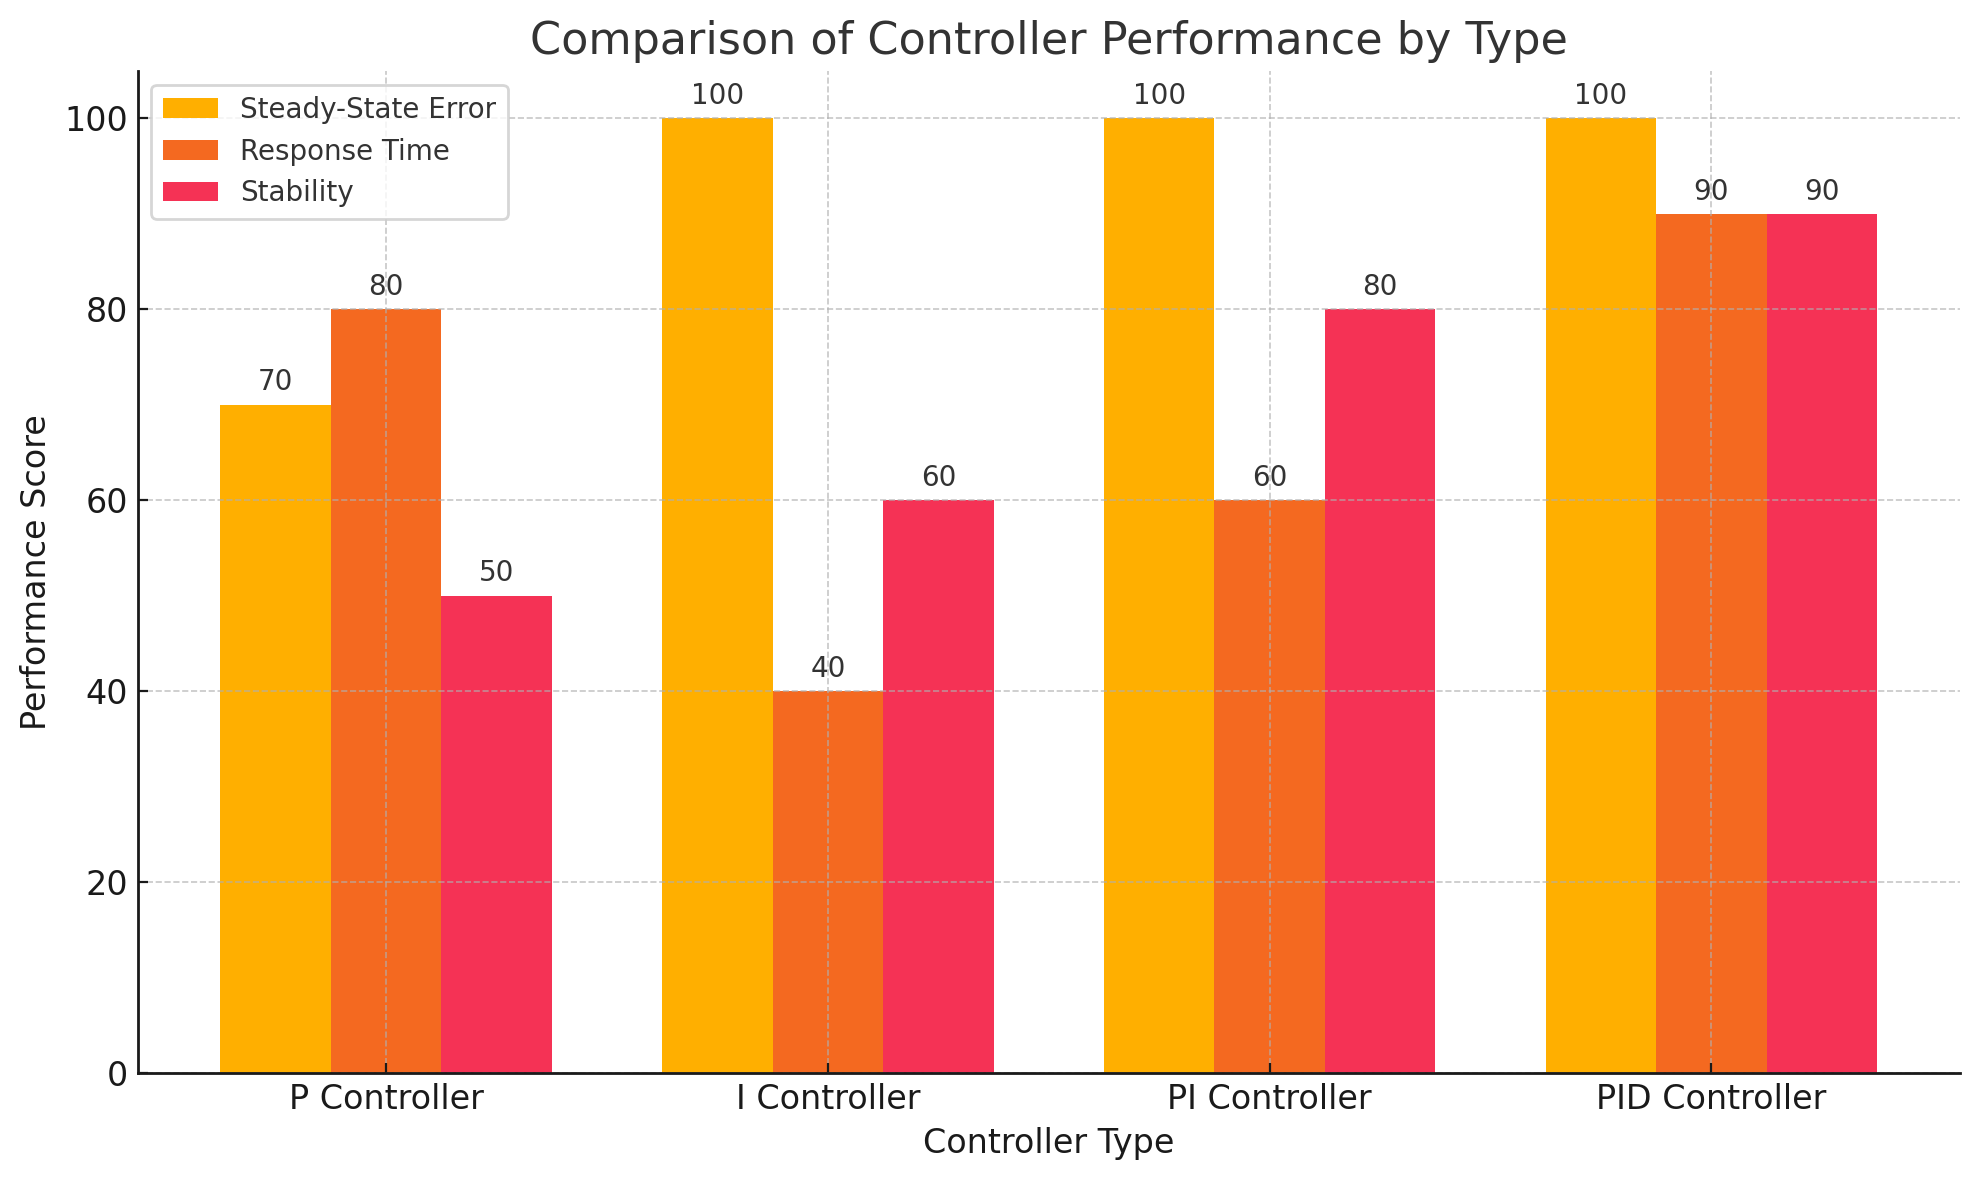 Comparison of Controller Performance by Type
Steady-State Error
Response Time
Stability
Performance Score
100
80
60
40
20
0
70
80
50
100
40
60
100
60
80
100
90
90
P Controller
I Controller
PI Controller
PID Controller
Controller Type